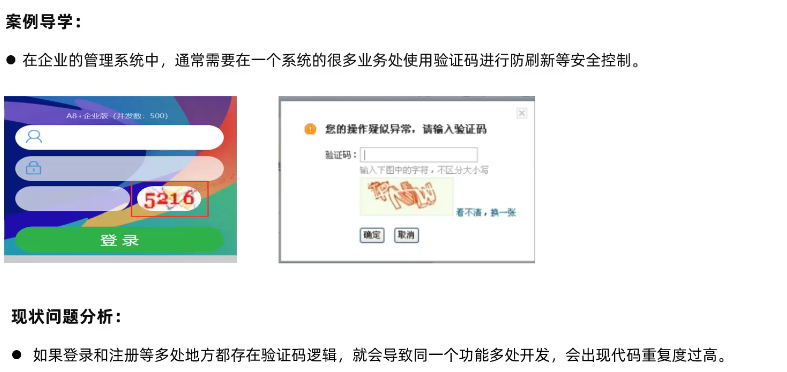 案例导学：
● 在企业的管理系统中，通常需要在一个系统的很多业务处使用验证码进行防刷新等安全控制。
A8+企业版（并发数：500）
5216
登录
您的操作疑似异常，请输入验证码
验证码：
输入下图中的字符，不区分大小写
看不清，换一张
确定 取消
现状问题分析：
● 如果登录和注册等多处地方都存在验证码逻辑，就会导致同一个功能多处开发，会出现代码重复度过高。